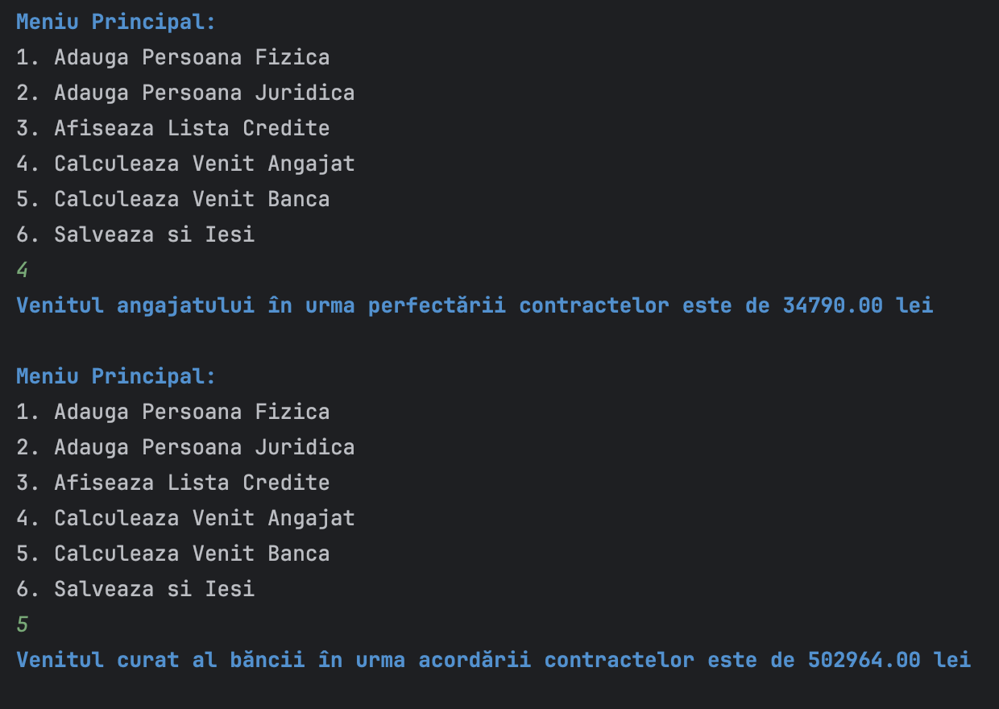 Meniu Principal:
1. Adauga Persoana Fizica
2. Adauga Persoana Juridica
3. Afiseaza Lista Credite
4. Calculeaza Venit Angajat
5. Calculeaza Venit Banca
6. Salveaza si Iesi
4
Venitul angajatului în urma perfectării contractelor este de 34790.00 lei
Meniu Principal:
1. Adauga Persoana Fizica
2. Adauga Persoana Juridica
3. Afiseaza Lista Credite
4. Calculeaza Venit Angajat
5. Calculeaza Venit Banca
6. Salveaza si Iesi
5
Venitul curat al băncii în urma acordării contractelor este de 502964.00 lei